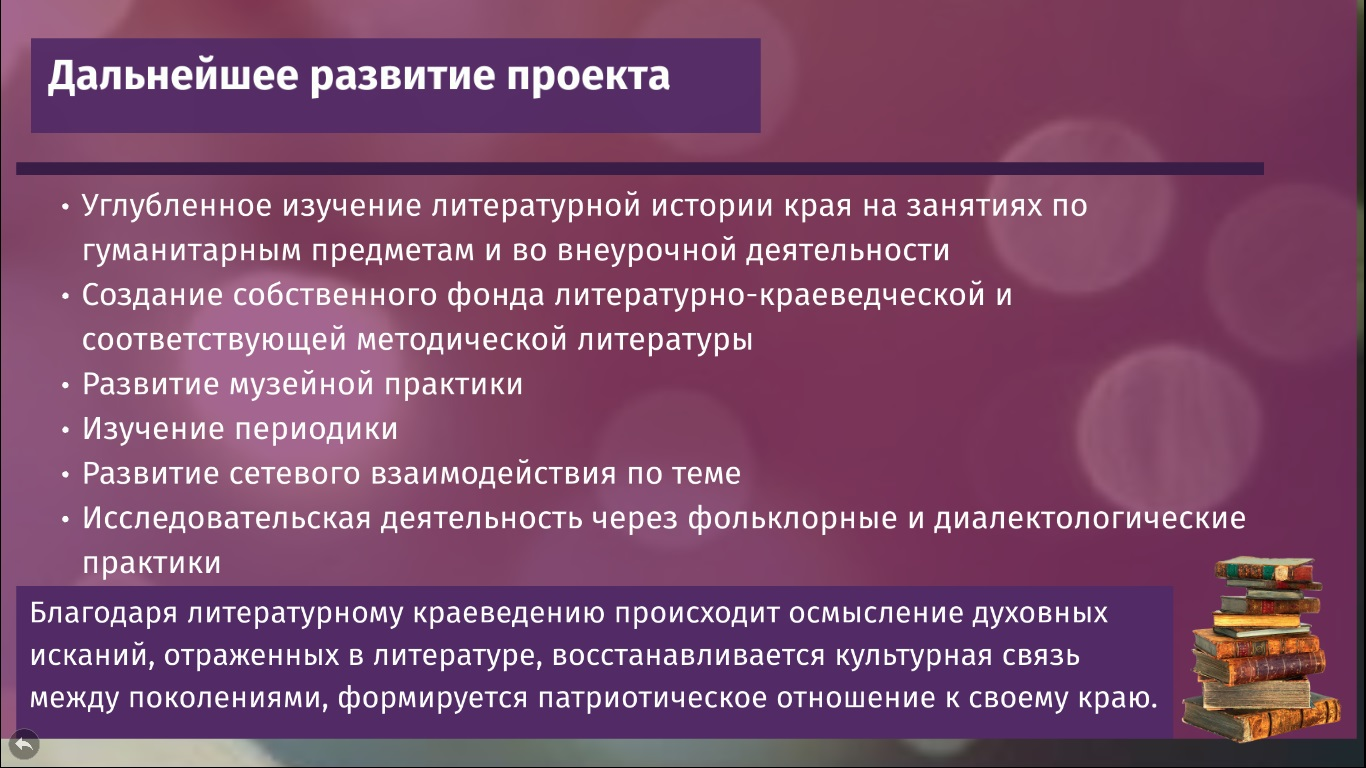 Дальнейшее развитие проекта
• Углубленное изучение литературной истории края на занятиях по
гуманитарным предметам и во внеурочной деятельности
• Создание собственного фонда литературно-краеведческой и
соответствующей методической литературы
• Развитие музейной практики
• Изучение периодики
• Развитие сетевого взаимодействия по теме
• Исследовательская деятельность через фольклорные и диалектологические
практики
Благодаря литературному краеведению происходит осмысление духовных
исканий, отраженных в литературе, восстанавливается культурная связь
между поколениями, формируется патриотическое отношение к своему краю.